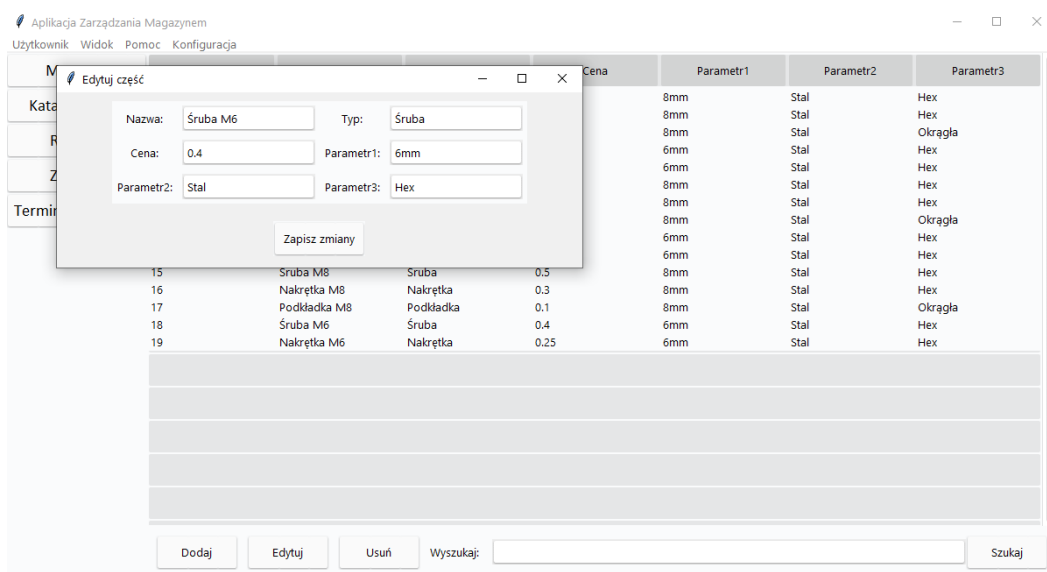 Aplikacja Zarządzania Magazynem
Użytkownik Widok Pomoc Konfiguracja
Edytuj część
Nazwa: Śruba M6 Typ: Śruba
Cena: 0.4 Parametr1: 6mm
Parametr2: Stal Parametr3: Hex
Zapisz zmiany
Cena Parametr1 Parametr2 Parametr3
8mm Stal Hex
8mm Stal Hex
8mm Stal Okrągła
6mm Stal Hex
6mm Stal Hex
8mm Stal Hex
8mm Stal Hex
8mm Stal Okrągła
6mm Stal Hex
6mm Stal Hex
15 Śruba M8 Śruba 0.5 8mm Stal Hex
16 Nakrętka M8 Nakrętka 0.3 8mm Stal Hex
17 Podkładka M8 Podkładka 0.1 8mm Stal Okrągła
18 Śruba M6 Śruba 0.4 6mm Stal Hex
19 Nakrętka M6 Nakrętka 0.25 6mm Stal Hex
Dodaj Edytuj Usuń Wyszukaj: Szukaj